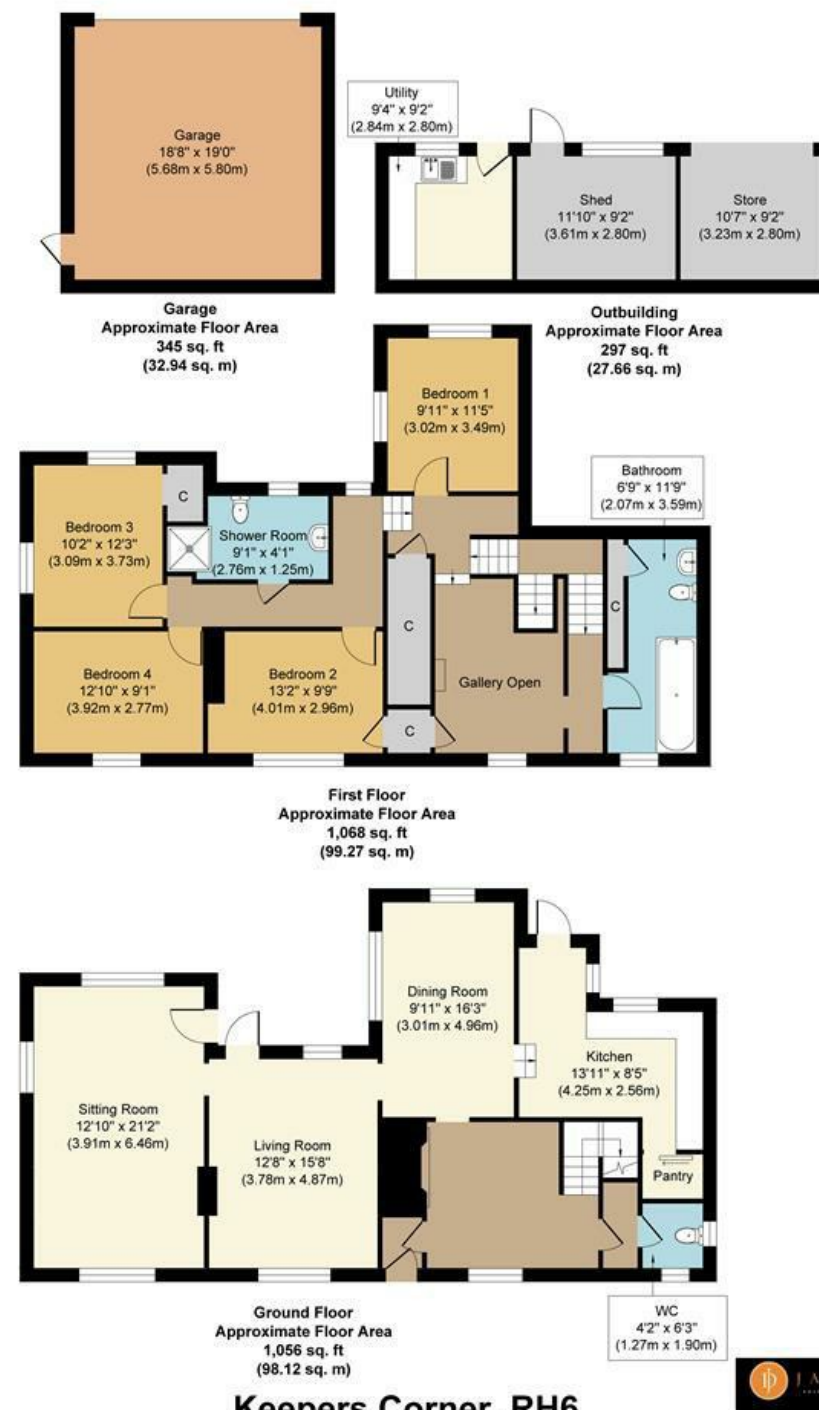 Garage
18'8" x 19'0"
(5.68m x 5.80m)
Utility
9'4" x 9'2"
(2.84m x 2.80m)
Shed
11'10" x 9'2"
(3.61m x 2.80m)
Store
10'7" x 9'2"
(3.23m x 2.80m)
Garage
Approximate Floor Area
345 sq. ft
(32.94 sq. m)
Outbuilding
Approximate Floor Area
297 sq. ft
(27.66 sq. m)
Bedroom 1
9'11" x 11'5"
(3.02m x 3.49m)
Bathroom
6'9" x 11'9"
(2.07m x 3.59m)
C
Bedroom 3
10'2" x 12'3"
(3.09m x 3.73m)
Shower Room
9'1" x 4'1"
(2.76m x 1.25m)
C
C
Bedroom 4
12'10" x 9'1"
(3.92m x 2.77m)
Bedroom 2
13'2" x 9'9"
(4.01m x 2.96m)
Gallery Open
C
First Floor
Approximate Floor Area
1,068 sq. ft
(99.27 sq. m)
Dining Room
9'11" x 16'3"
(3.01m x 4.96m)
Kitchen
13'11" x 8'5"
(4.25m x 2.56m)
Sitting Room
12'10" x 21'2"
(3.91m x 6.46m)
Living Room
12'8" x 15'8"
(3.78m x 4.87m)
Pantry
WC
4'2" x 6'3"
(1.27m x 1.90m)
Ground Floor
Approximate Floor Area
1,056 sq. ft
(98.12 sq. m)
Keepers Corner, RH6